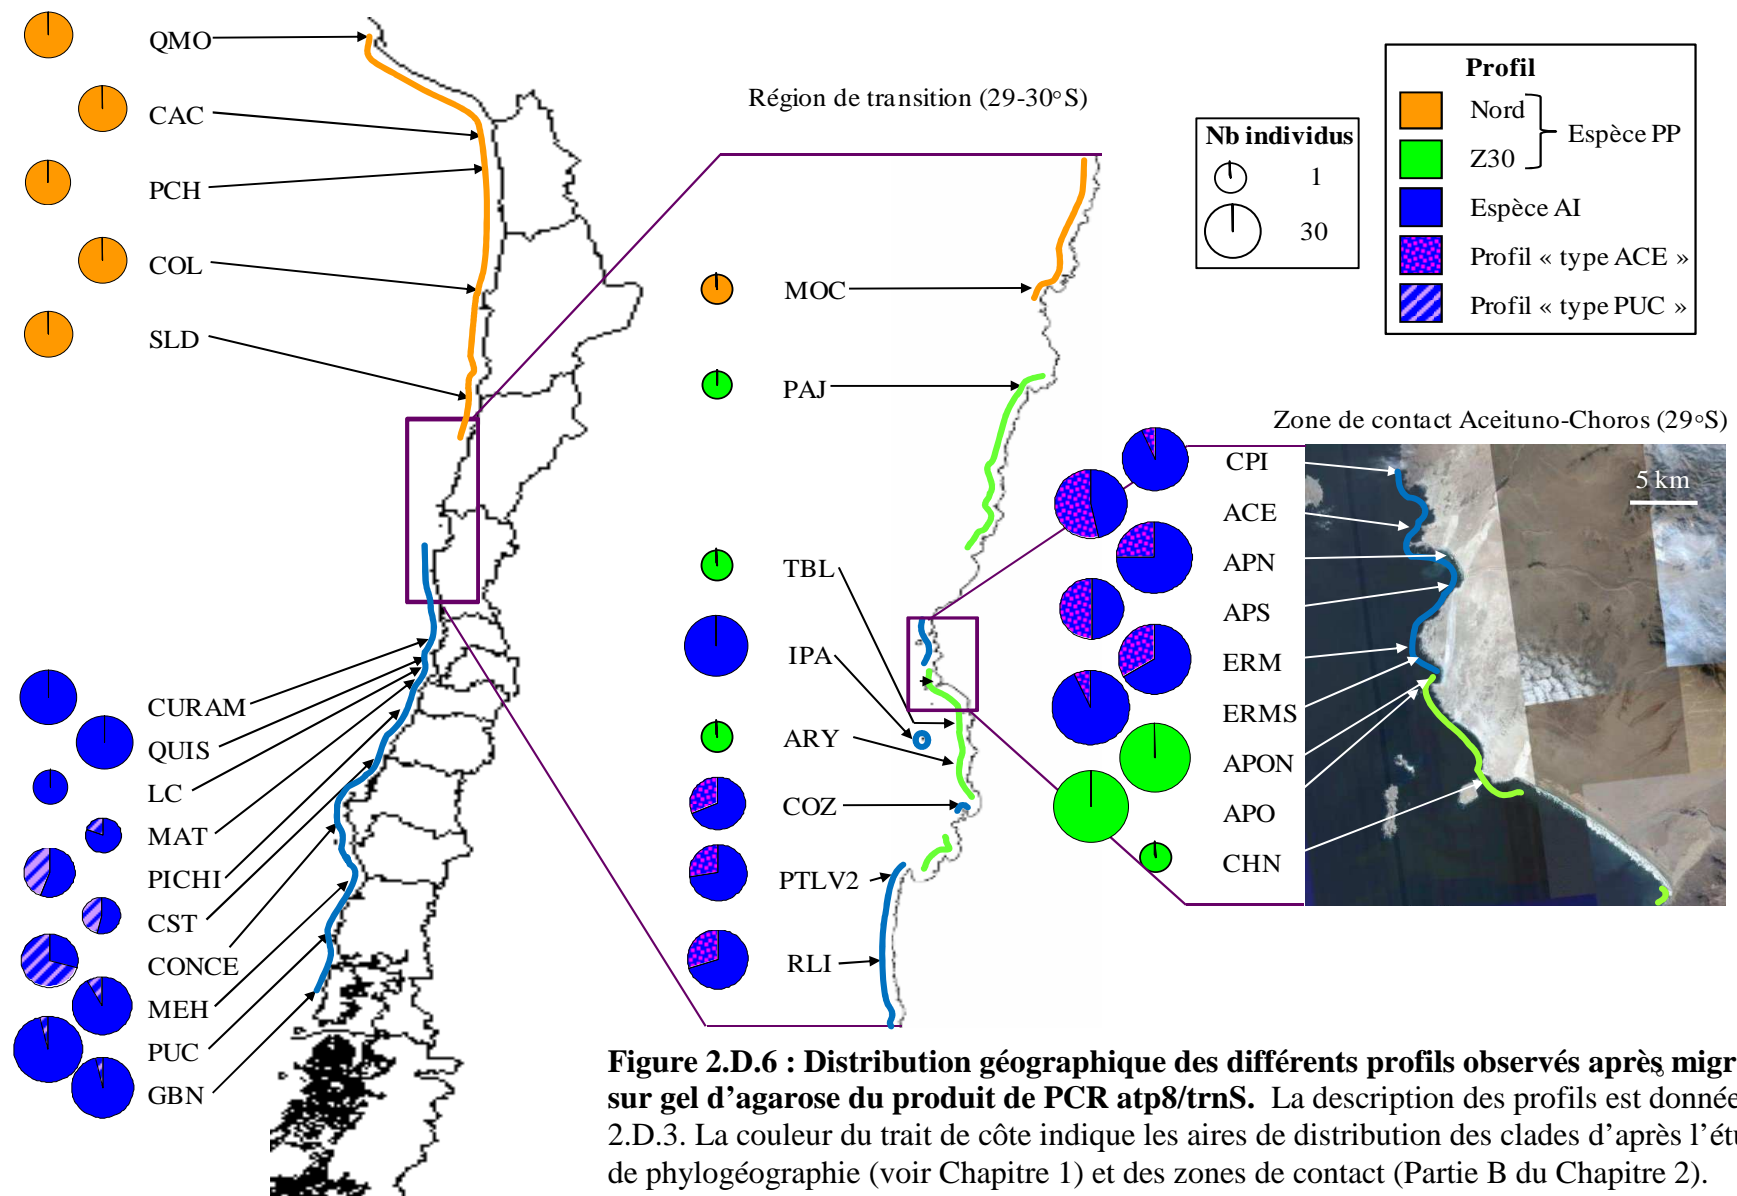 QMO
CAC
PCH
COL
SLD
CURAM
QUIS
LC
MAT
PICHI
CST
CONCE
MEH
PUC
GBN
Région de transition (29-30°S)
MOC
PAJ
TBL
IPA
ARY
COZ
PTLV2
RLI
Nb individus
1
30
Profil
Nord
Z30
Espèce PP
Espèce AI
Profil « type ACE »
Profil « type PUC »
Zone de contact Aceituno-Choros (29°S)
5 km
CPI
ACE
APN
APS
ERM
ERMS
APON
APO
CHN
Figure 2.D.6 : Distribution géographique des différents profils observés après migr
sur gel d’agarose du produit de PCR atp8/trnS. La description des profils est donnée
2.D.3. La couleur du trait de côte indique les aires de distribution des clades d’après l’étu
de phylogéographie (voir Chapitre 1) et des zones de contact (Partie B du Chapitre 2).